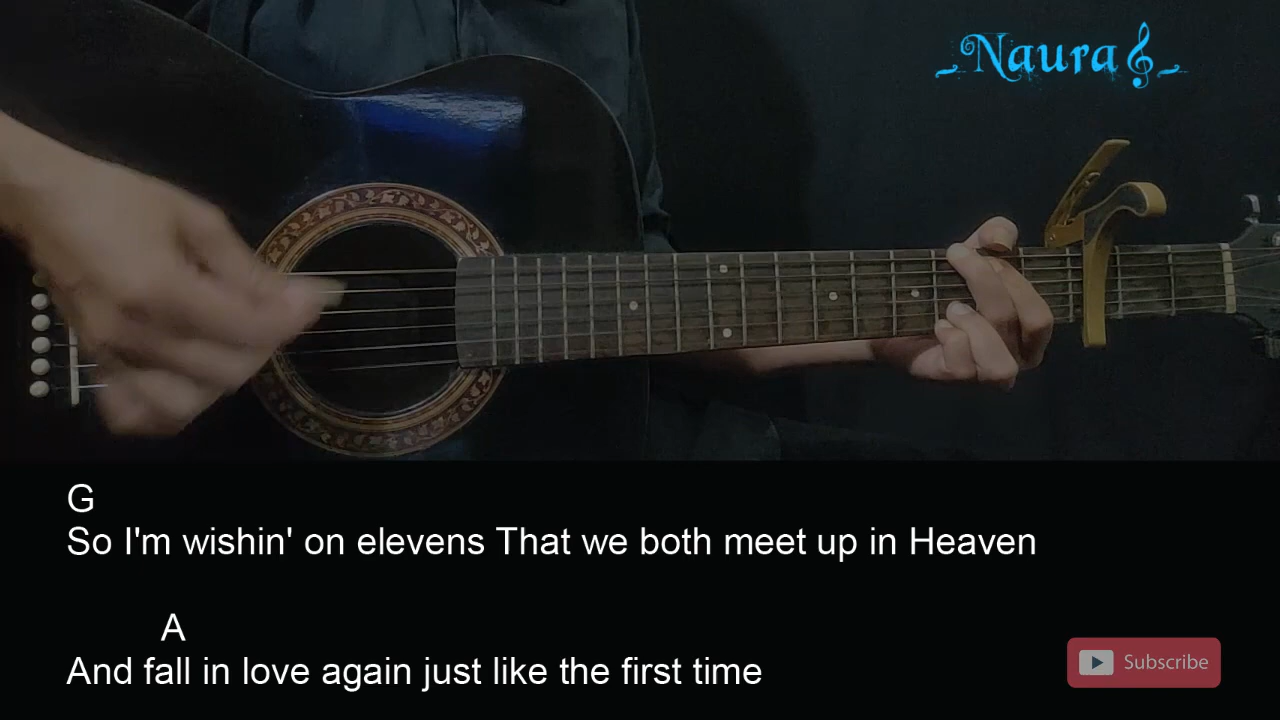 Naura
G
So I'm wishin' on elevens That we both meet up in Heaven
A
And fall in love again just like the first time
Subscribe